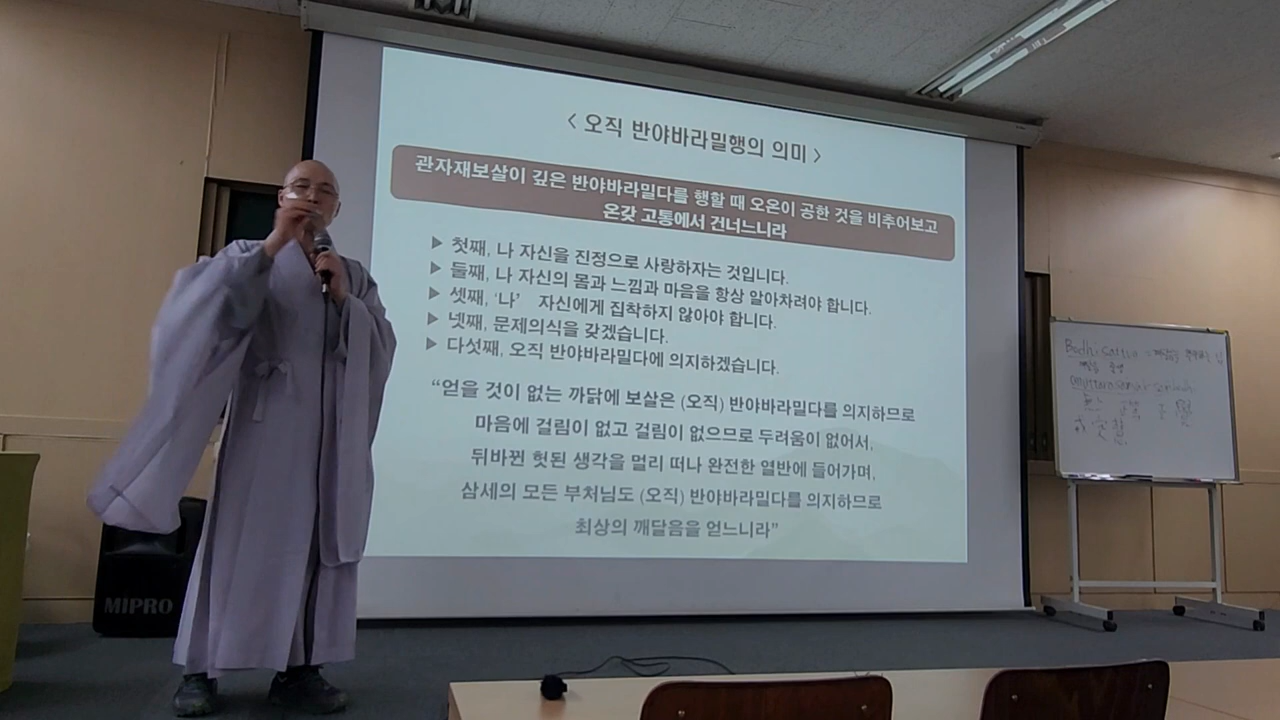 < 오직 반야바라밀행의 의미 >
관자재보살이 깊은 반야바라밀다를 행할 때 오온이 공한 것을 비추어보고
온갖 고통에서 건너느니라
▶ 첫째, 나 자신을 진정으로 사랑하자는 것입니다.
▶ 둘째, 나 자신의 몸과 느낌과 마음을 항상 알아차려야 합니다.
▶ 셋째, ‘나’ 자신에게 집착하지 않아야 합니다.
▶ 넷째, 문제의식을 갖겠습니다.
▶ 다섯째, 오직 반야바라밀다에 의지하겠습니다.
“얻을 것이 없는 까닭에 보살은 (오직) 반야바라밀다를 의지하므로
마음에 걸림이 없고 걸림이 없으므로 두려움이 없어서,
뒤바뀐 헛된 생각을 멀리 떠나 완전한 열반에 들어가며,
삼세의 모든 부처님도 (오직) 반야바라밀다를 의지하므로
최상의 깨달음을 얻느니라”
Bodhisattva
MIPRO